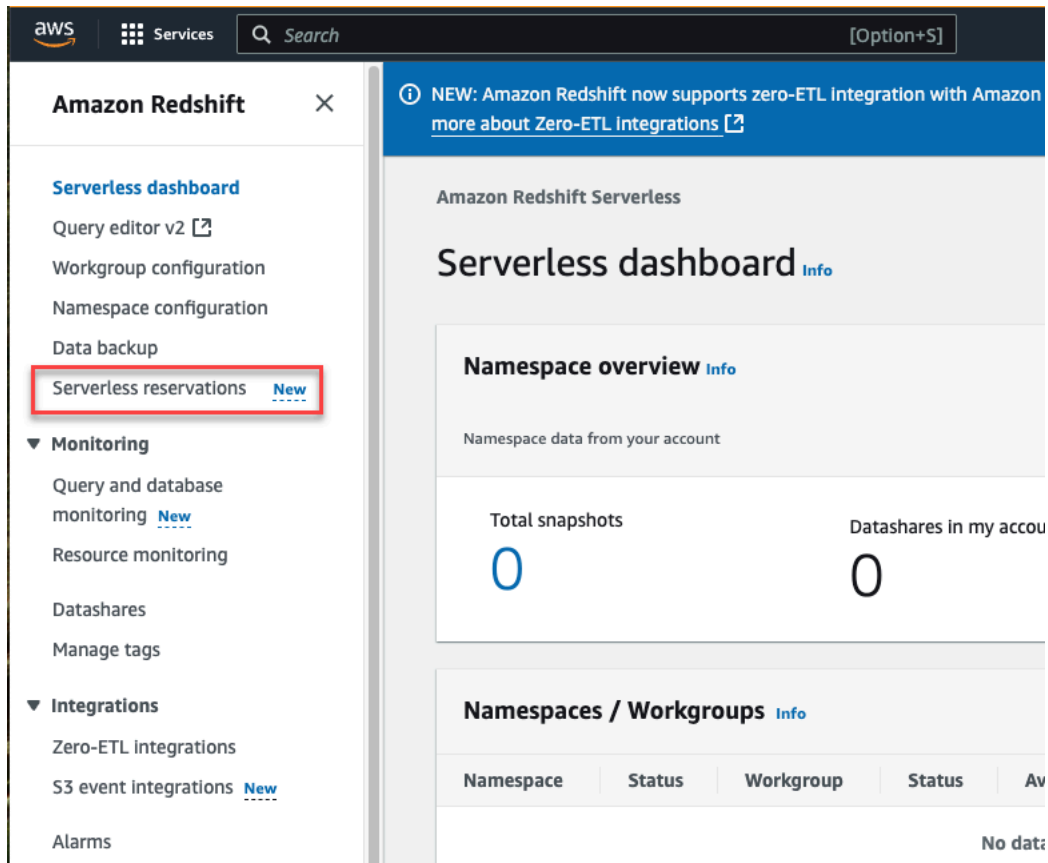 aws
Services
Search
[Option+S]
Amazon Redshift
NEW: Amazon Redshift now supports zero-ETL integration with Amazon
more about Zero-ETL integrations
Serverless dashboard
Query editor v2
Workgroup configuration
Namespace configuration
Data backup
Serverless reservations New
Monitoring
Query and database
monitoring New
Resource monitoring
Datashares
Manage tags
Integrations
Zero-ETL integrations
S3 event integrations New
Alarms
Amazon Redshift Serverless
Serverless dashboard Info
Namespace overview Info
Namespace data from your account
Total snapshots
0
Datashares in my accou
0
Namespaces / Workgroups Info
Namespace Status Workgroup Status Av
No data